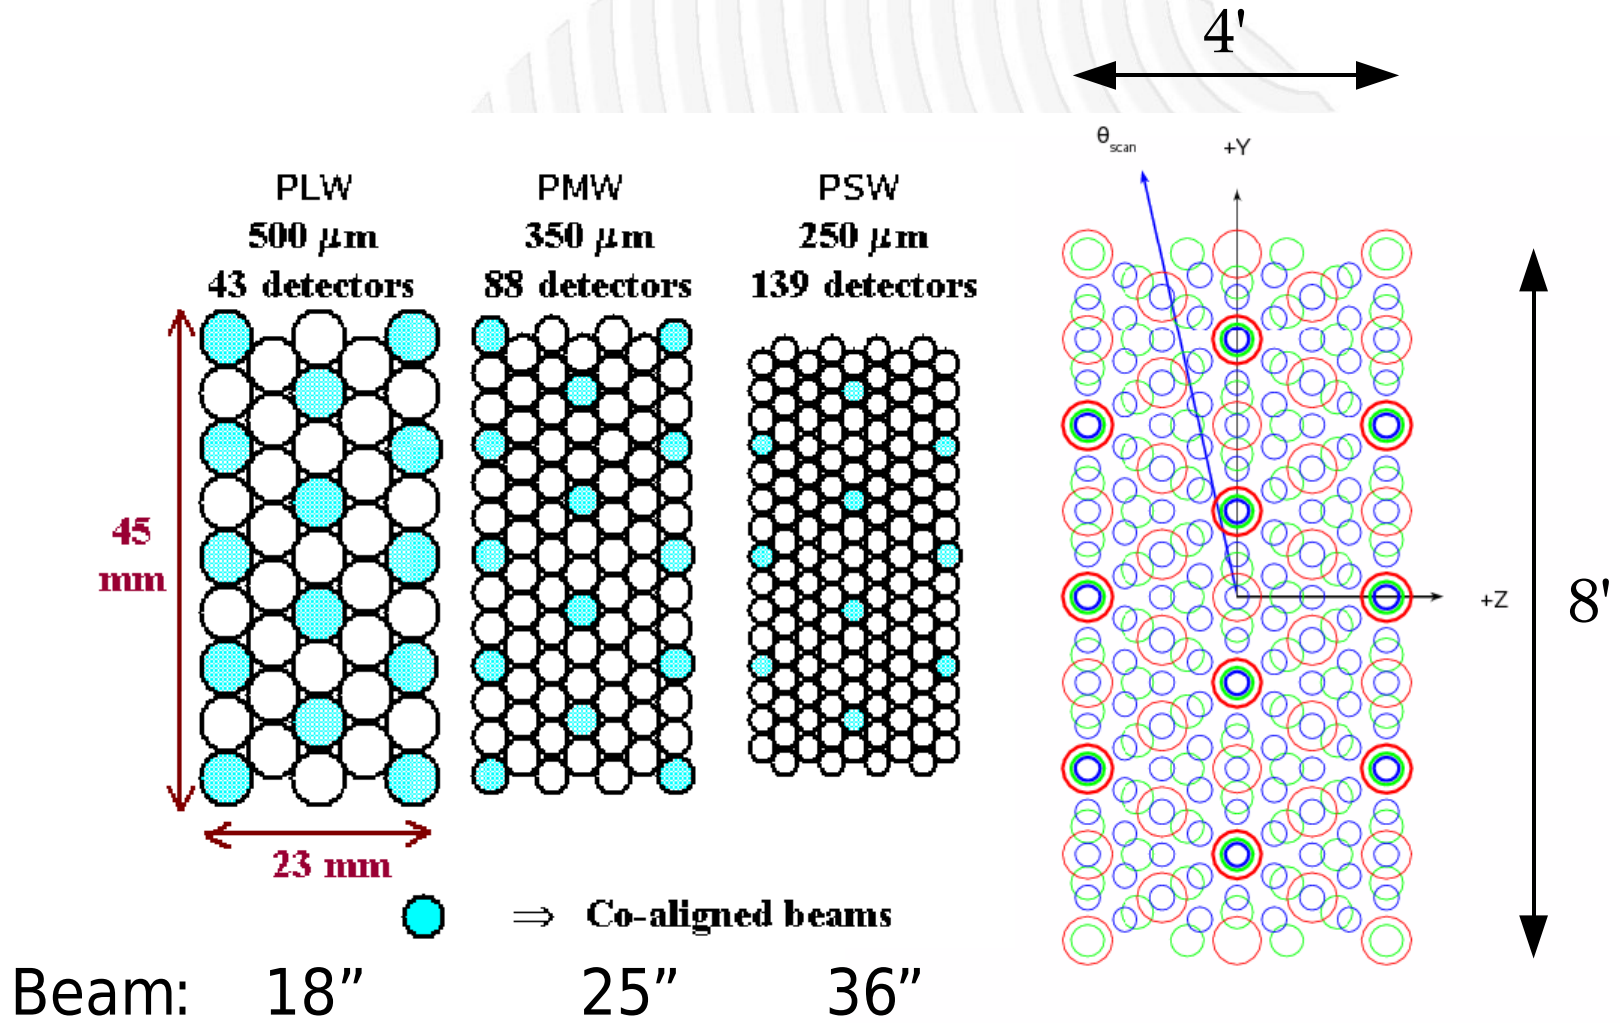 4'
θscan
+Y
PLW
500 μm
43 detectors
PMW
350 μm
88 detectors
PSW
250 μm
139 detectors
45
mm
23 mm
+Z
8'
⇒ Co-aligned beams
Beam: 18” 25” 36”